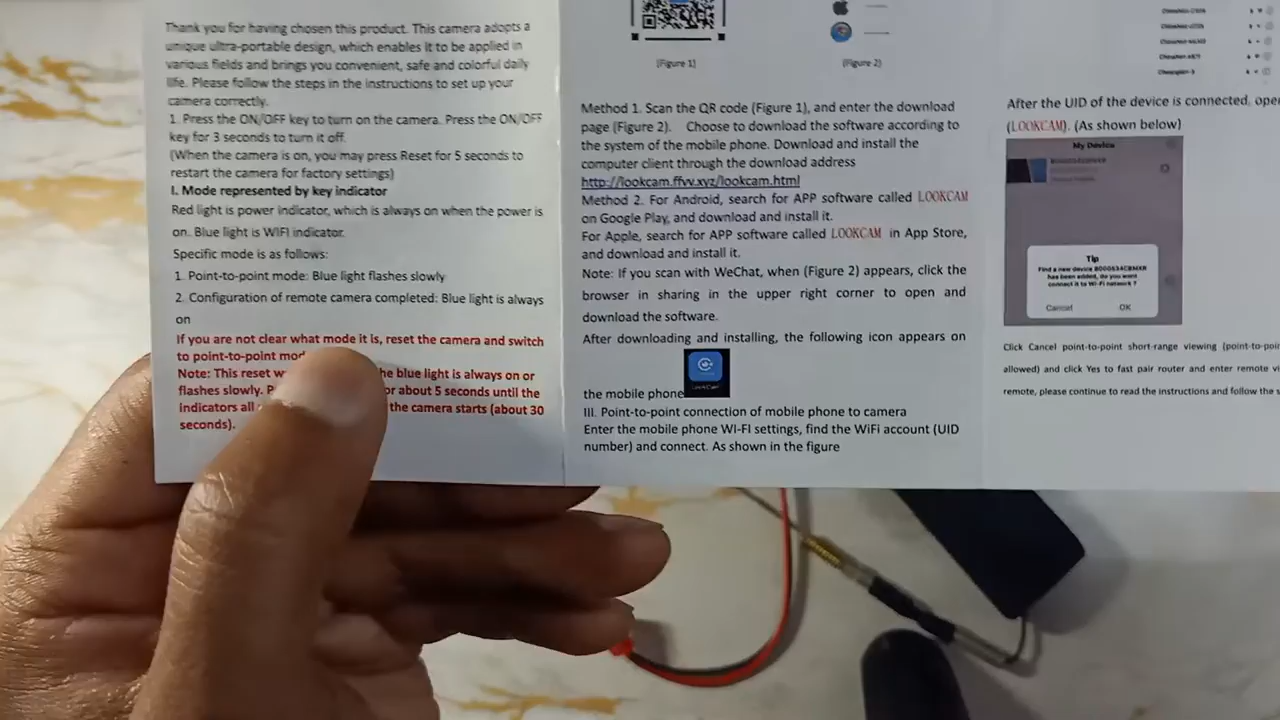 Thank you for having chosen this product. This camera adopts a
unique ultra-portable design, which enables it to be applied in
various fields and brings you convenient, safe and colorful daily
life. Please follow the steps in the instructions to set up your
camera correctly.
1. Press the ON/OFF key to turn on the camera. Press the ON/OFF
key for 3 seconds to turn it off.
(When the camera is on, you may press Reset for 5 seconds to
restart the camera for factory settings)
I. Mode represented by key indicator
Red light is power indicator, which is always on when the power is
on. Blue light is WIFI indicator.
Specific mode is as follows:
1. Point-to-point mode: Blue light flashes slowly
2. Configuration of remote camera completed: Blue light is always
on
If you are not clear what mode it is, reset the camera and switch
to point-to-point
Note: This reset the blue light is always on or
flashes slowly. for about 5 seconds until the
indicators all the camera starts (about 30
seconds).
(Figure 1)
(Figure 2)
Method 1. Scan the QR code (Figure 1), and enter the download
page (Figure 2). Choose to download the software according to
the system of the mobile phone. Download and install the
computer client through the download address
http://lookcam.ffvv.xyz/lookcam.html
Method 2. For Android, search for APP software called LOOKCAM
on Google Play, and download and install it.
For Apple, search for APP software called LOOKCAM in App Store,
and download and install it.
Note: If you scan with WeChat, when (Figure 2) appears, click the
browser in sharing in the upper right corner to open and
download the software.
After downloading and installing, the following icon appears on
the mobile phone
III. Point-to-point connection of mobile phone to camera
Enter the mobile phone WI-FI settings, find the WiFi account (UID
number) and connect. As shown in the figure
After the UID of the device is connected, ope
(LOOKCAM). (As shown below)
My Device
Tip
Find a new device
has been added, do you want
connect it to Wi-Fi network ?
Cancel OK
Click Cancel point-to-point short-range viewing (point-to-poin
allowed) and click Yes to fast pair router and enter remote vi
remote, please continue to read the instructions and follow the